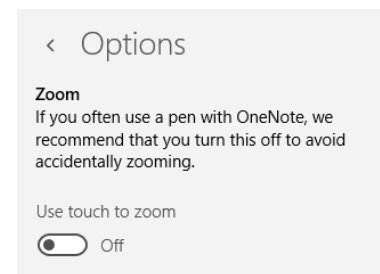 Options
Zoom
If you often use a pen with OneNote, we
recommend that you turn this off to avoid
accidentally zooming.
Use touch to zoom
Off